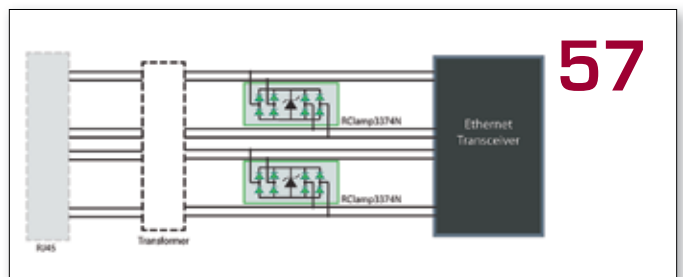 57
Ethernet
Transceiver
RClamp3374N
RClamp3374N
Transformer
RJ45